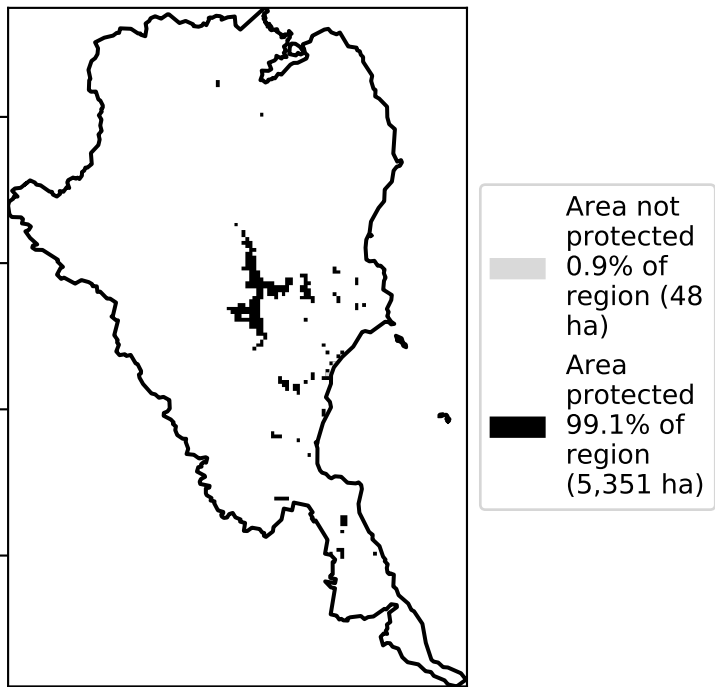 Area not
protected
0.9% of
region (48
ha)
Area
protected
99.1% of
region
(5,351 ha)